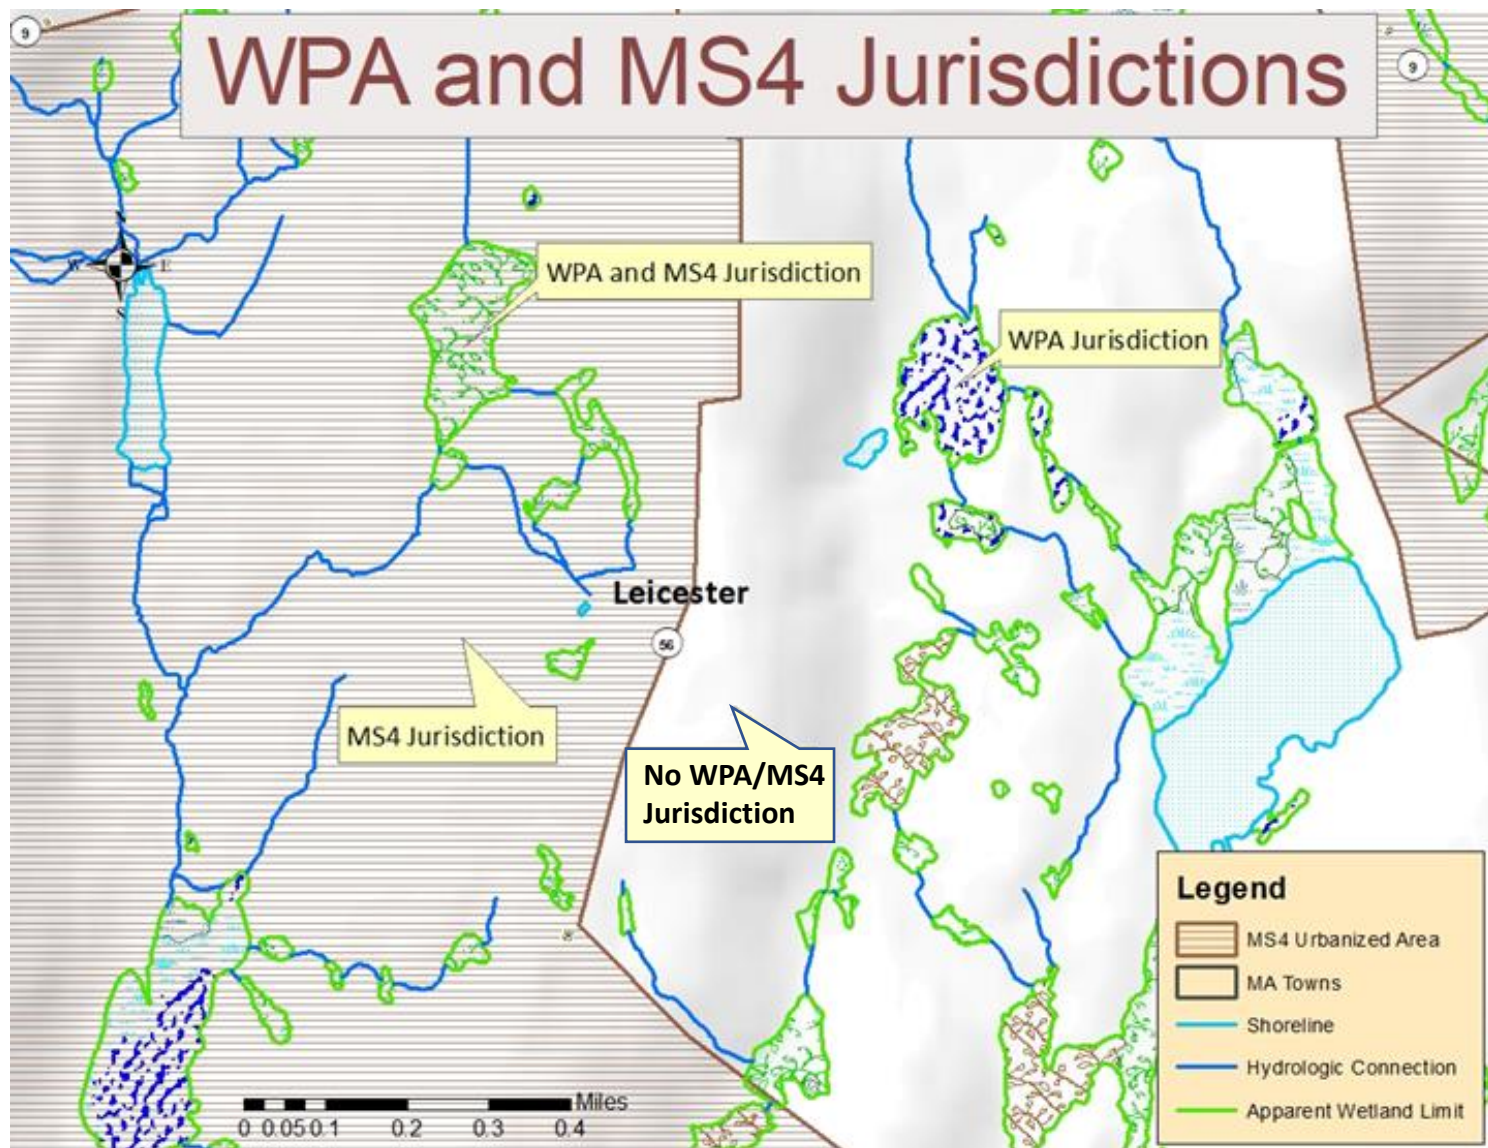 WPA and MS4 Jurisdictions
9
9
N
W
E
S
WPA and MS4 Jurisdiction
WPA Jurisdiction
Leicester
56
MS4 Jurisdiction
No WPA/MS4
Jurisdiction
Legend
MS4 Urbanized Area
MA Towns
Shoreline
Hydrologic Connection
Apparent Wetland Limit
Miles
0 0.05 0.1 0.2 0.3 0.4